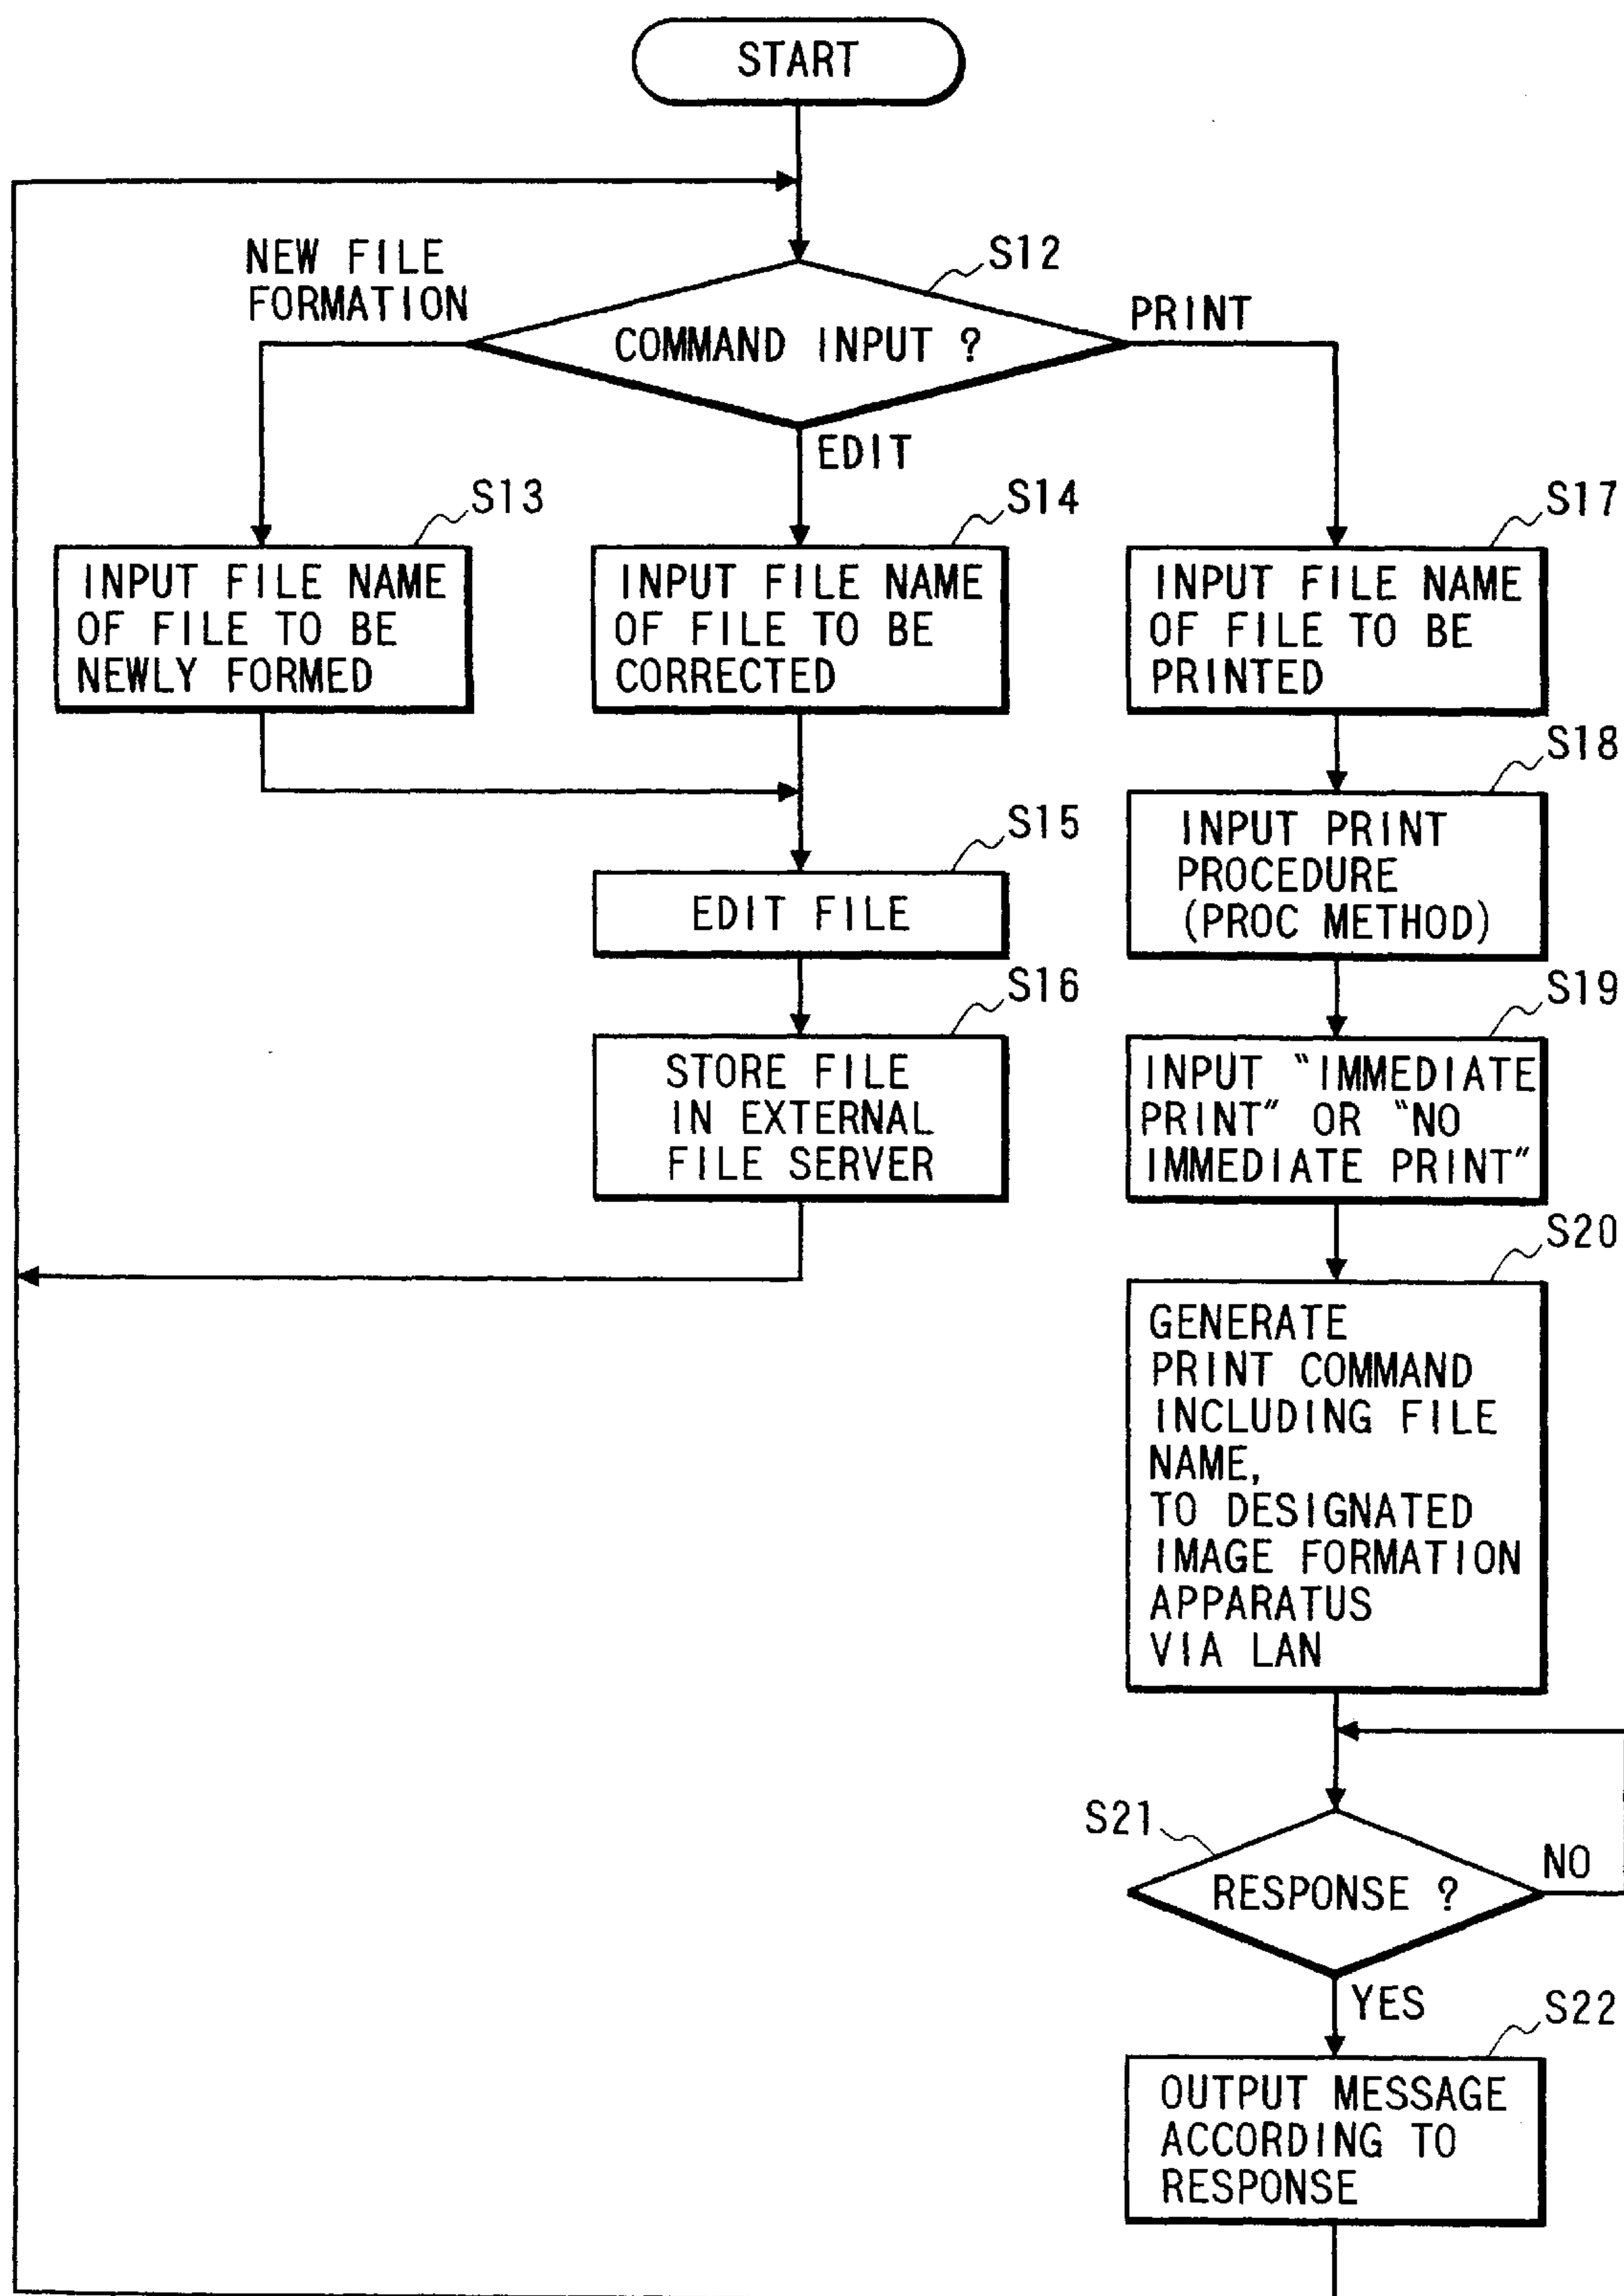 START
NEW FILE
FORMATION
S12
COMMAND INPUT ?
PRINT
EDIT
S13
INPUT FILE NAME
OF FILE TO BE
NEWLY FORMED
S14
INPUT FILE NAME
OF FILE TO BE
CORRECTED
S15
EDIT FILE
S16
STORE FILE
IN EXTERNAL
FILE SERVER
S17
INPUT FILE NAME
OF FILE TO BE
PRINTED
S18
INPUT PRINT
PROCEDURE
(PROC METHOD)
S19
INPUT "IMMEDIATE
PRINT" OR "NO
IMMEDIATE PRINT"
S20
GENERATE
PRINT COMMAND
INCLUDING FILE
NAME,
TO DESIGNATED
IMAGE FORMATION
APPARATUS
VIA LAN
S21
RESPONSE ?
NO
YES
S22
OUTPUT MESSAGE
ACCORDING TO
RESPONSE